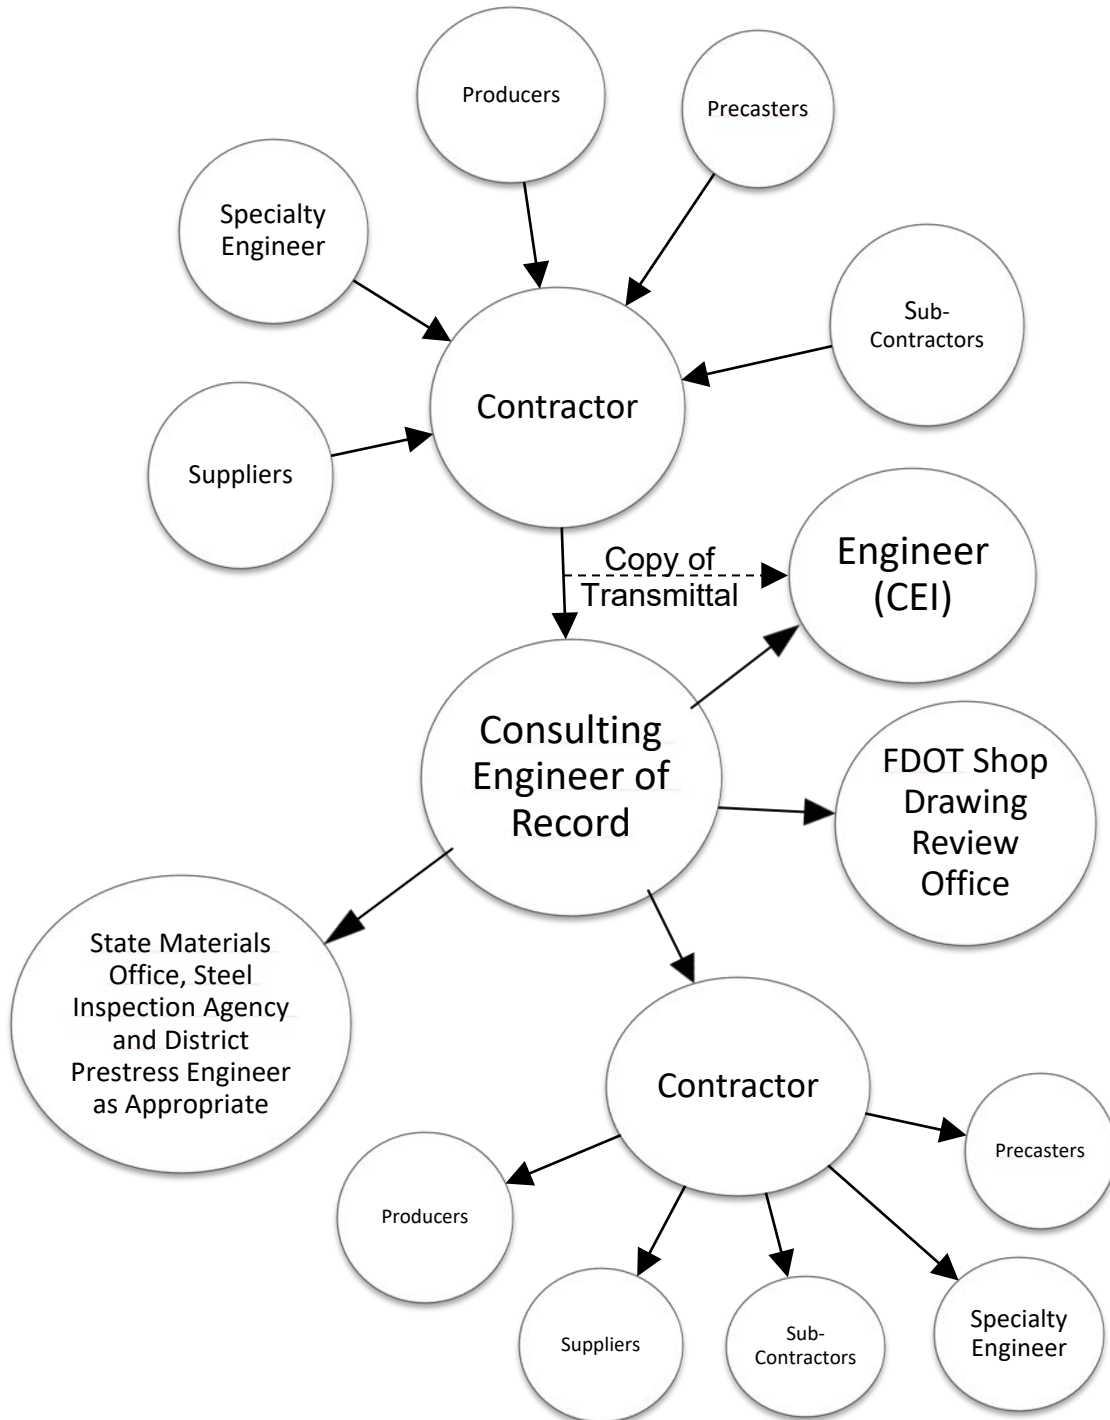 Producers
Precasters
Specialty
Engineer
Sub-
Contractors
Contractor
Suppliers
Copy of
Transmittal
Engineer
(CEI)
Consulting
Engineer of
Record
FDOT Shop
Drawing
Review
Office
State Materials
Office, Steel
Inspection Agency
and District
Prestress Engineer
as Appropriate
Contractor
Precasters
Producers
Suppliers
Sub-
Contractors
Specialty
Engineer